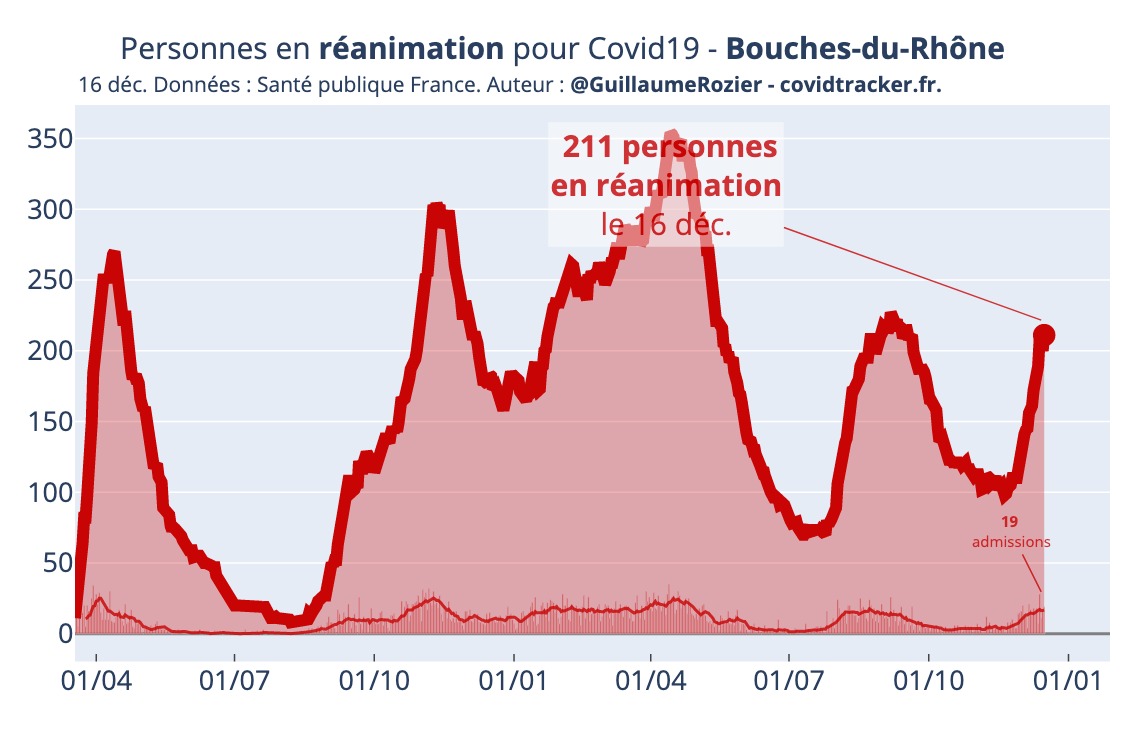 Personnes en réanimation pour Covid19 - Bouches-du-Rhône
16 déc. Données : Santé publique France. Auteur : @GuillaumeRozier - covidtracker.fr.
350
300
250
200
150
100
50
0
211 personnes
en réanimation
le 16 déc.
19
admissions
01/04
01/07
01/10
01/01
01/04
01/07
01/10
01/01